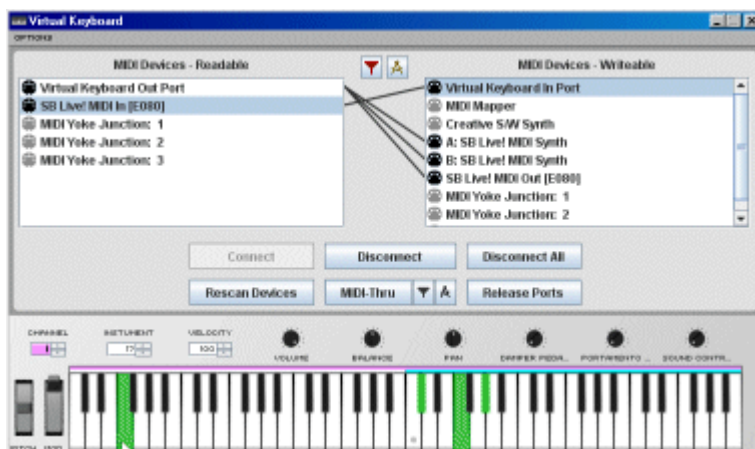 Virtual Keyboard
OPTIONS
MIDI Devices - Readable
MIDI Devices - Writeable
Virtual Keyboard Out Port
SB Live! MIDI In [E080]
MIDI Yoke Junction: 1
MIDI Yoke Junction: 2
MIDI Yoke Junction: 3
Virtual Keyboard In Port
MIDI Mapper
Creative S/W Synth
A: SB Live! MIDI Synth
B: SB Live! MIDI Synth
SB Live! MIDI Out [E080]
MIDI Yoke Junction: 1
MIDI Yoke Junction: 2
Connect
Disconnect
Disconnect All
Rescan Devices
MIDI-Thru
Release Ports
CHANNEL
INSTUMENT
VELOCITY
1
17
100
VOLUME
BALANCE
PAN
DAMPER PEDA...
PORTAMENTO ...
SOUND CONTR...